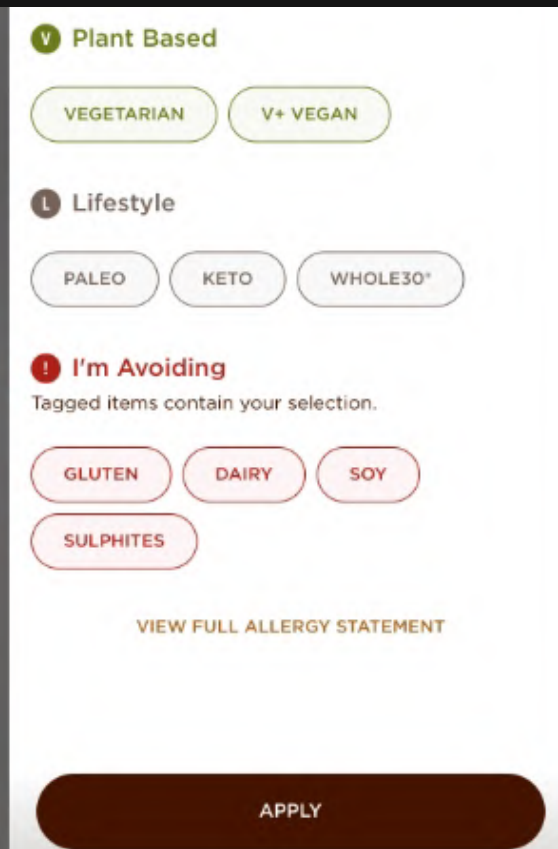 V Plant Based
VEGETARIAN V+ VEGAN
L Lifestyle
PALEO KETO WHOLE30®
! I'm Avoiding
Tagged items contain your selection.
GLUTEN DAIRY SOY
SULPHITES
VIEW FULL ALLERGY STATEMENT
APPLY